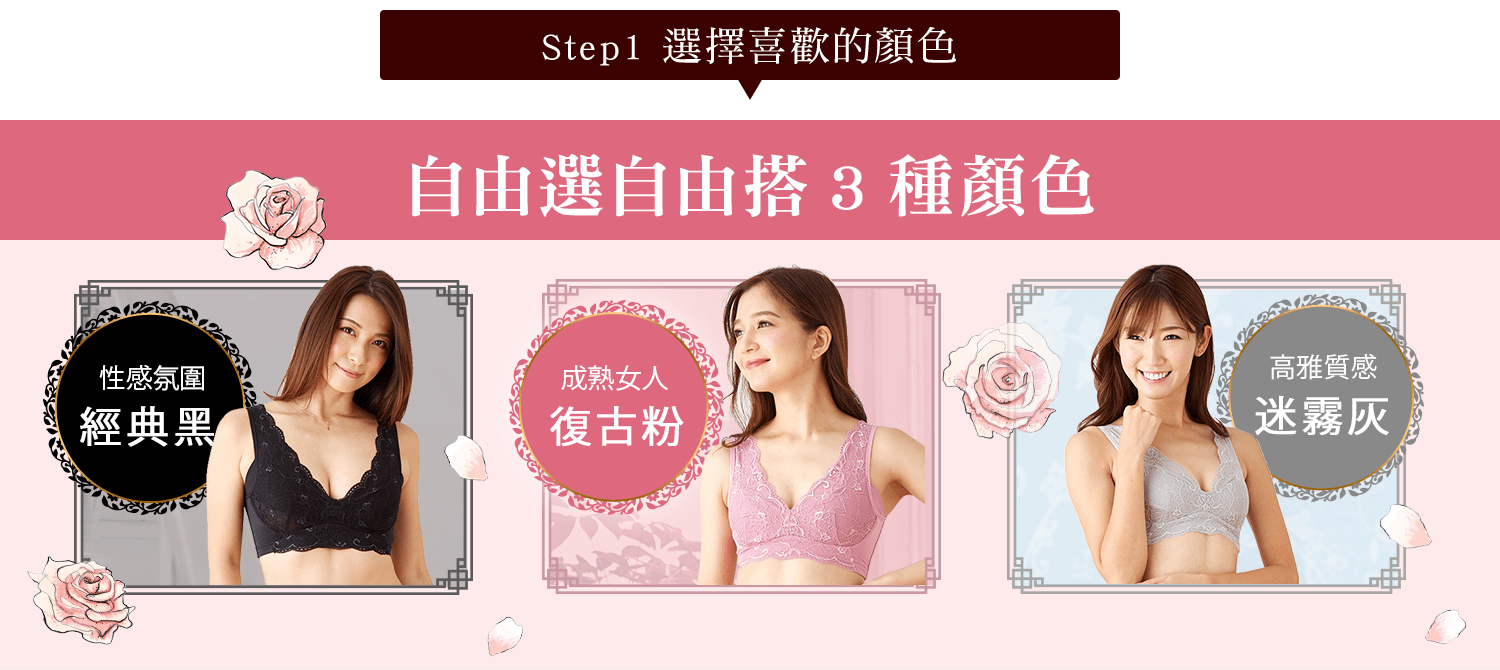 Step1 選擇喜歡的顏色
自由選自由搭 3 種顏色
性感氛圍
經典黑
成熟女人
復古粉
高雅質感
迷霧灰